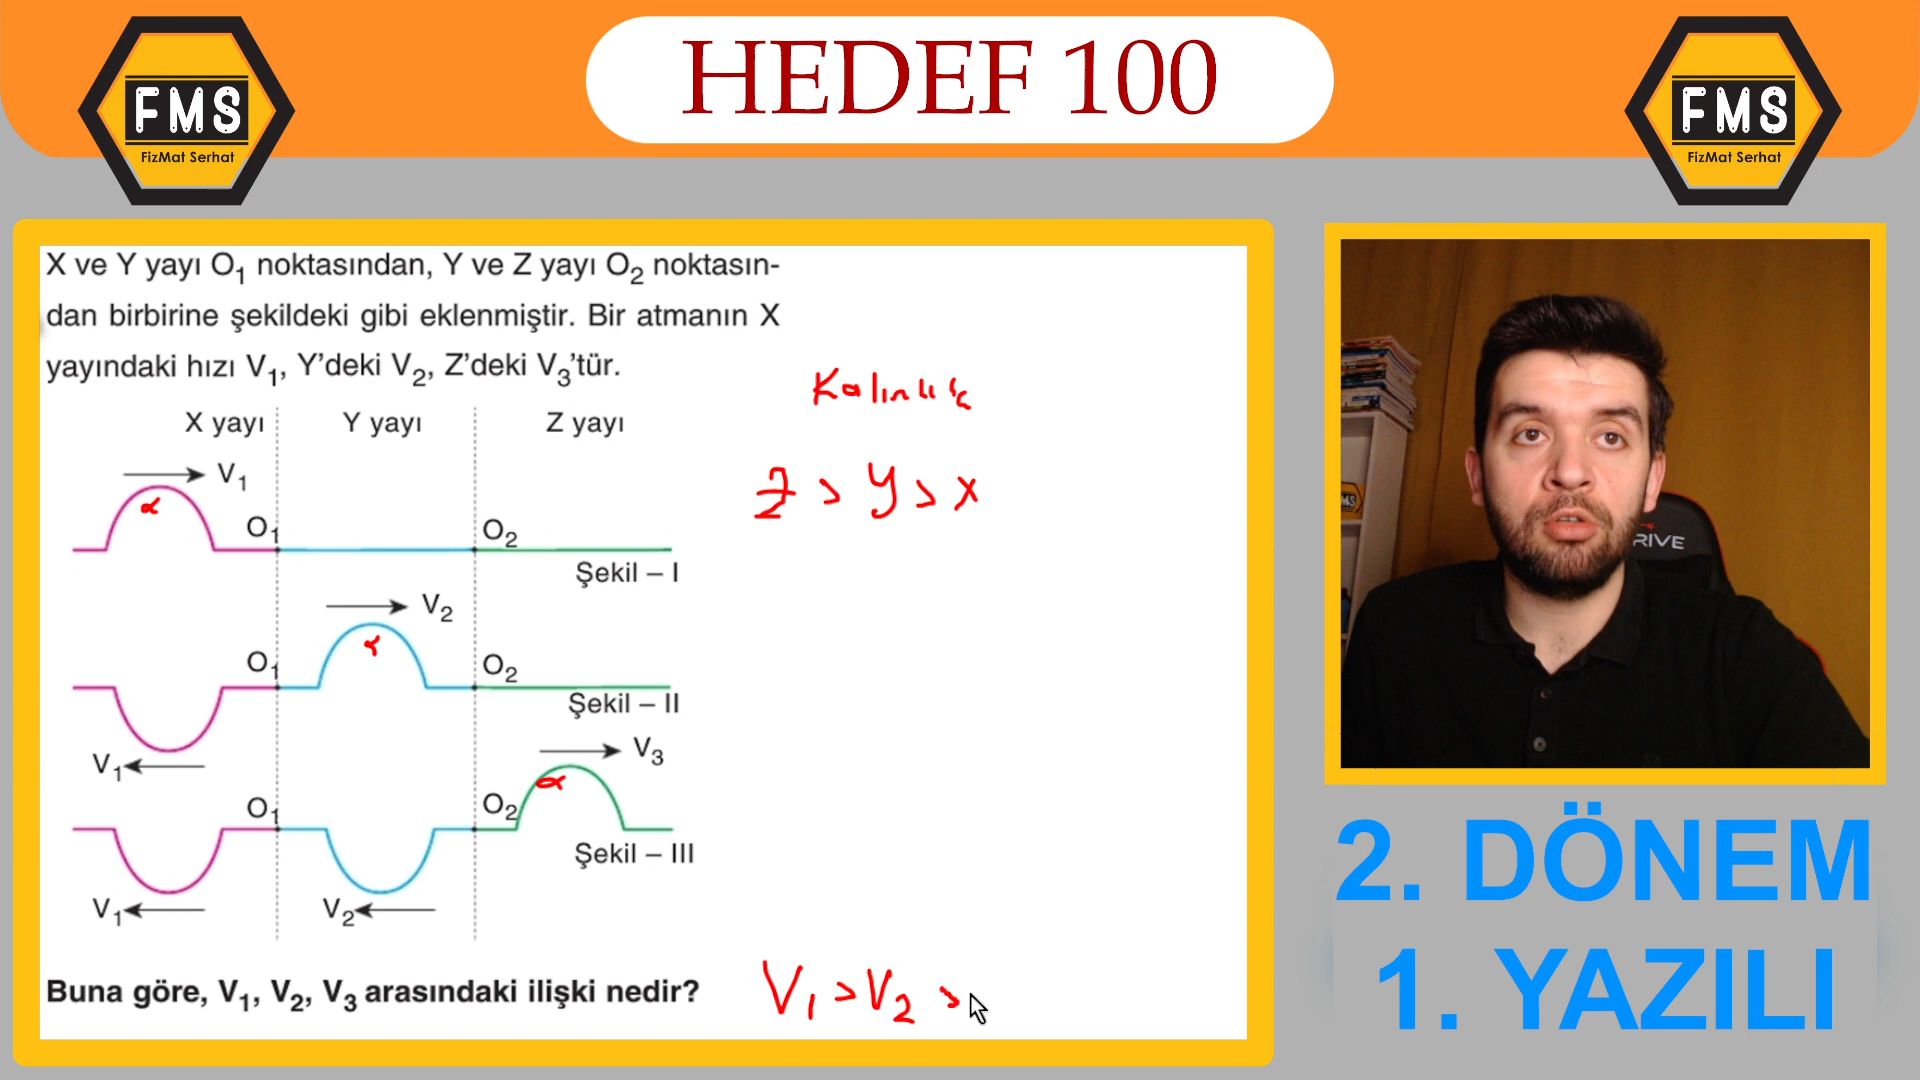 HEDEF 100
FMS
FizMat Serhat
FMS
FizMat Serhat
X ve Y yayı O₁ noktasından, Y ve Z yayı O₂ noktasın-
dan birbirine şekildeki gibi eklenmiştir. Bir atmanın X
yayındaki hızı V₁, Y’deki V₂, Z’deki V₃’tür.
Kalınlık
X yayı Y yayı Z yayı
V₁
α
Z > Y > X
O₁ O₂
Şekil – I
V₂
α
O₁ O₂
Şekil – II
V₁
V₃
α
O₁ O₂
Şekil – III
V₁ V₂
Buna göre, V₁, V₂, V₃ arasındaki ilişki nedir?
V₁ > V₂ >
RIVE
2. DÖNEM
1. YAZILI